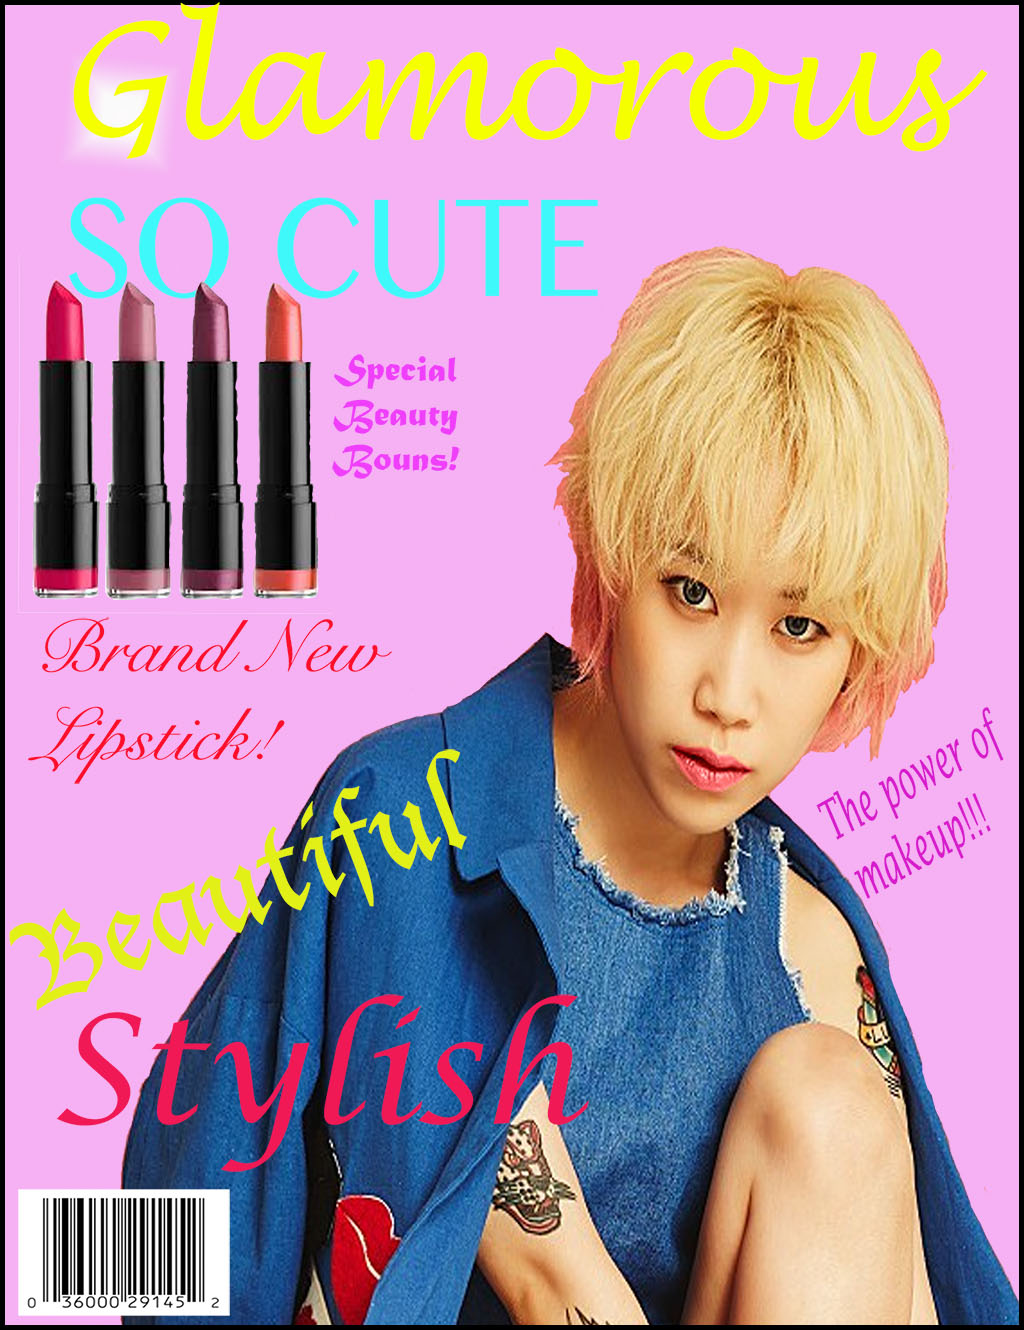 Glamorous
SO CUTE
Special
Beauty
Bouns!
Brand New
Lipstick!
The power of
makeup!!!
Beautiful
Stylish
0 36000 29145 2